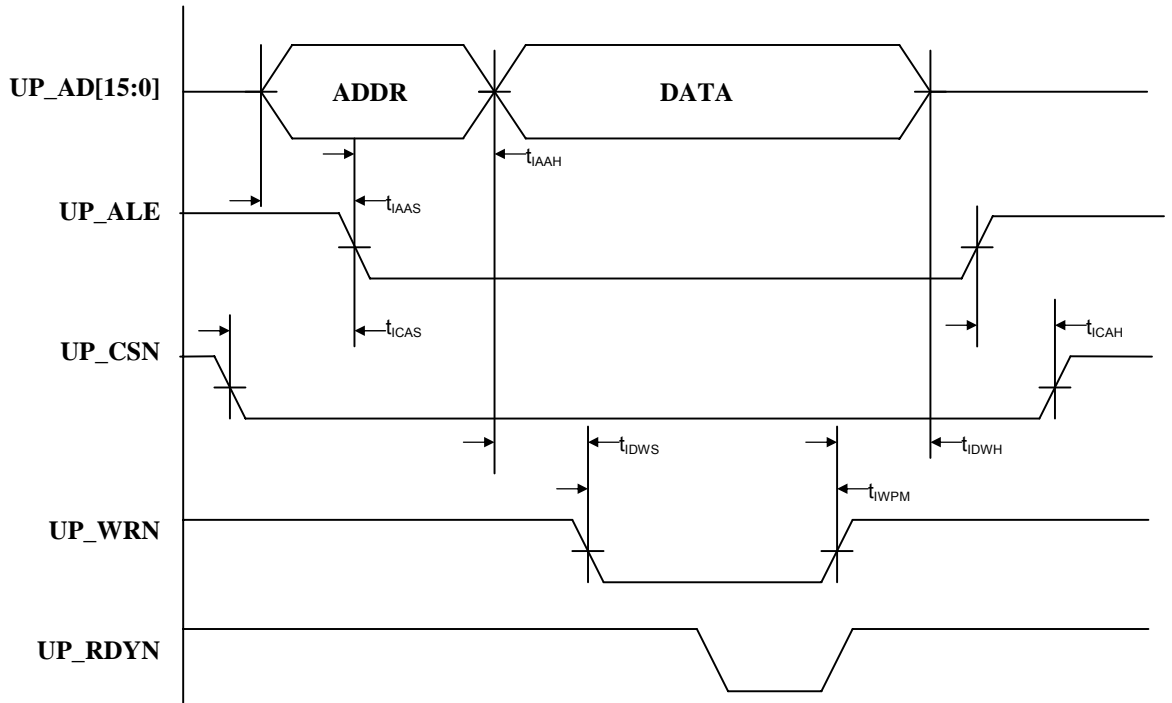 UP_AD[15:0]
ADDR
DATA
tIAAH
UP_ALE
tIAAS
UP_CSN
tICAS
tICAH
tIDWS
tIDWH
tIWPM
UP_WRN
UP_RDYN